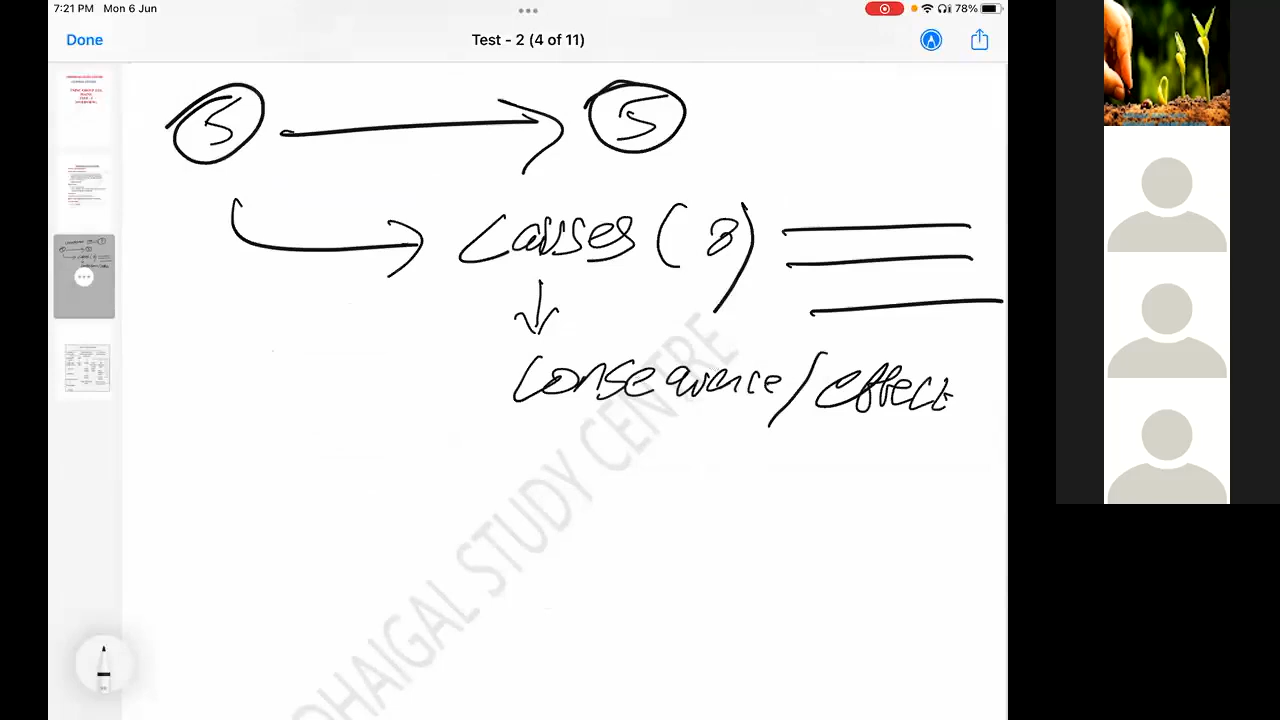 7:21 PM Mon 6 Jun
78%
Done
Test - 2 (4 of 11)
5 5
Causes ( 3 )
Consequence / effect
DHAIGAL STUDY CENTRE